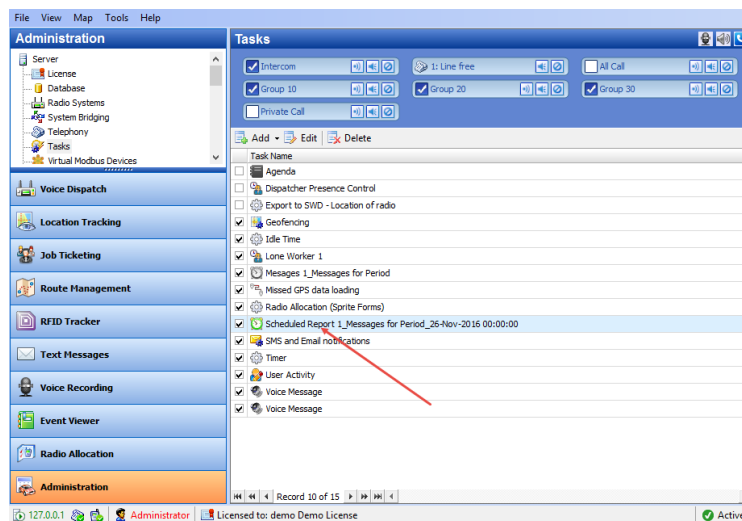 File View Map Tools Help
Administration
Server
License
Database
Radio Systems
System Bridging
Telephony
Tasks
Virtual Modbus Devices
Voice Dispatch
Location Tracking
Job Ticketing
Route Management
RFID Tracker
Text Messages
Voice Recording
Event Viewer
Radio Allocation
Administration
Tasks
Intercom
1: Line free
All Call
Group 10
Group 20
Group 30
Private Call
Add Edit Delete
Task Name
Agenda
Dispatcher Presence Control
Export to SWD - Location of radio
Geofencing
Idle Time
Lone Worker 1
Mesages 1_Messages for Period
Missed GPS data loading
Radio Allocation (Sprite Forms)
Scheduled Report 1_Messages for Period_26-Nov-2016 00:00:00
SMS and Email notifications
Timer
User Activity
Voice Message
Voice Message
Record 10 of 15
127.0.0.1 Administrator Licensed to: demo Demo License Active